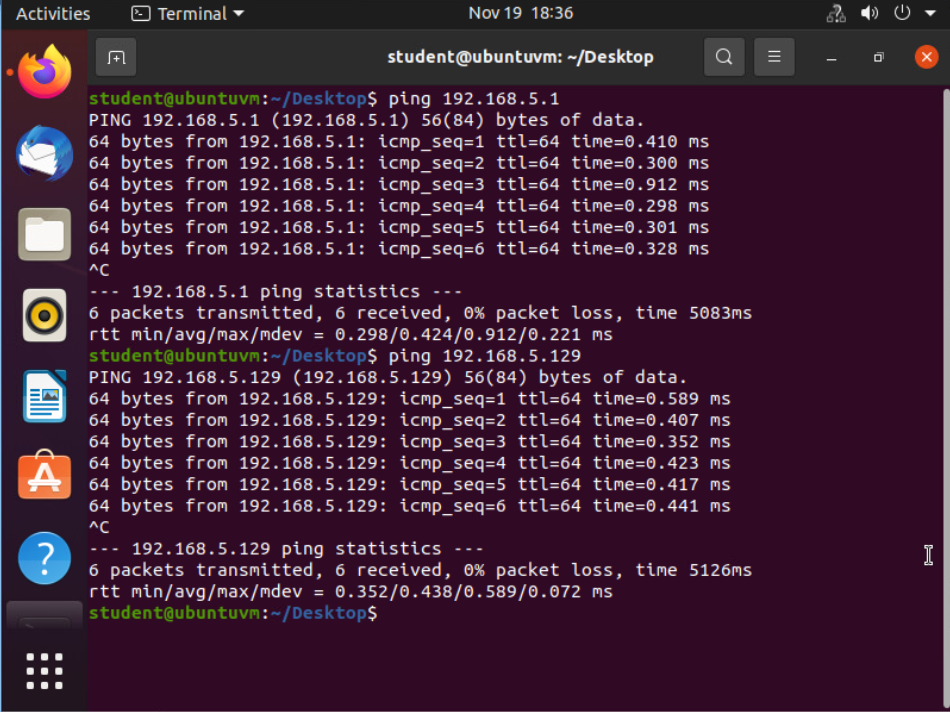 Activities
Terminal
Nov 19 18:36
student@ubuntuvm: ~/Desktop
student@ubuntuvm:~/Desktop$ ping 192.168.5.1
PING 192.168.5.1 (192.168.5.1) 56(84) bytes of data.
64 bytes from 192.168.5.1: icmp_seq=1 ttl=64 time=0.410 ms
64 bytes from 192.168.5.1: icmp_seq=2 ttl=64 time=0.300 ms
64 bytes from 192.168.5.1: icmp_seq=3 ttl=64 time=0.912 ms
64 bytes from 192.168.5.1: icmp_seq=4 ttl=64 time=0.298 ms
64 bytes from 192.168.5.1: icmp_seq=5 ttl=64 time=0.301 ms
64 bytes from 192.168.5.1: icmp_seq=6 ttl=64 time=0.328 ms
^C
--- 192.168.5.1 ping statistics ---
6 packets transmitted, 6 received, 0% packet loss, time 5083ms
rtt min/avg/max/mdev = 0.298/0.424/0.912/0.221 ms
student@ubuntuvm:~/Desktop$ ping 192.168.5.129
PING 192.168.5.129 (192.168.5.129) 56(84) bytes of data.
64 bytes from 192.168.5.129: icmp_seq=1 ttl=64 time=0.589 ms
64 bytes from 192.168.5.129: icmp_seq=2 ttl=64 time=0.407 ms
64 bytes from 192.168.5.129: icmp_seq=3 ttl=64 time=0.352 ms
64 bytes from 192.168.5.129: icmp_seq=4 ttl=64 time=0.423 ms
64 bytes from 192.168.5.129: icmp_seq=5 ttl=64 time=0.417 ms
64 bytes from 192.168.5.129: icmp_seq=6 ttl=64 time=0.441 ms
^C
--- 192.168.5.129 ping statistics ---
6 packets transmitted, 6 received, 0% packet loss, time 5126ms
rtt min/avg/max/mdev = 0.352/0.438/0.589/0.072 ms
student@ubuntuvm:~/Desktop$